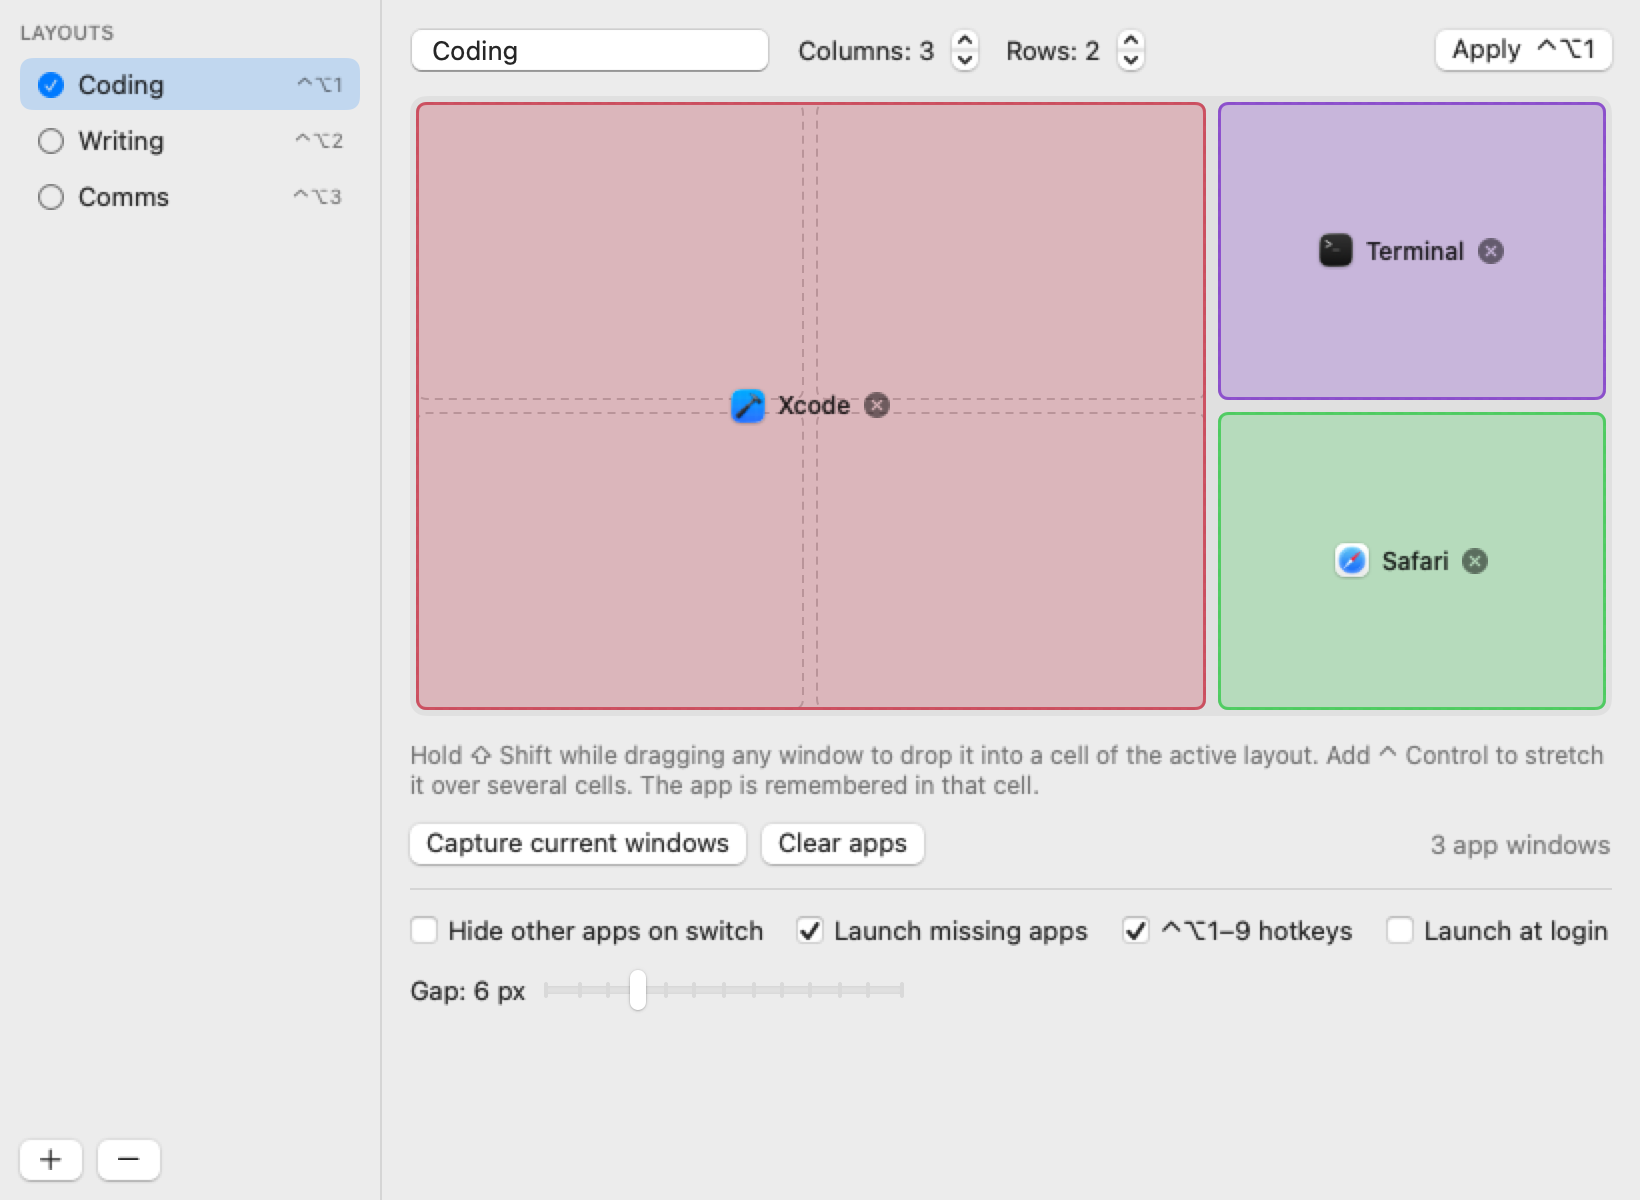 LAYOUTS
Coding ⌃⌥1
Writing ⌃⌥2
Comms ⌃⌥3
Coding Columns: 3 Rows: 2 Apply ⌃⌥1
Terminal
Xcode
Safari
Hold ⇧ Shift while dragging any window to drop it into a cell of the active layout. Add ⌃ Control to stretch
it over several cells. The app is remembered in that cell.
Capture current windows Clear apps 3 app windows
Hide other apps on switch Launch missing apps ⌃⌥1–9 hotkeys Launch at login
Gap: 6 px